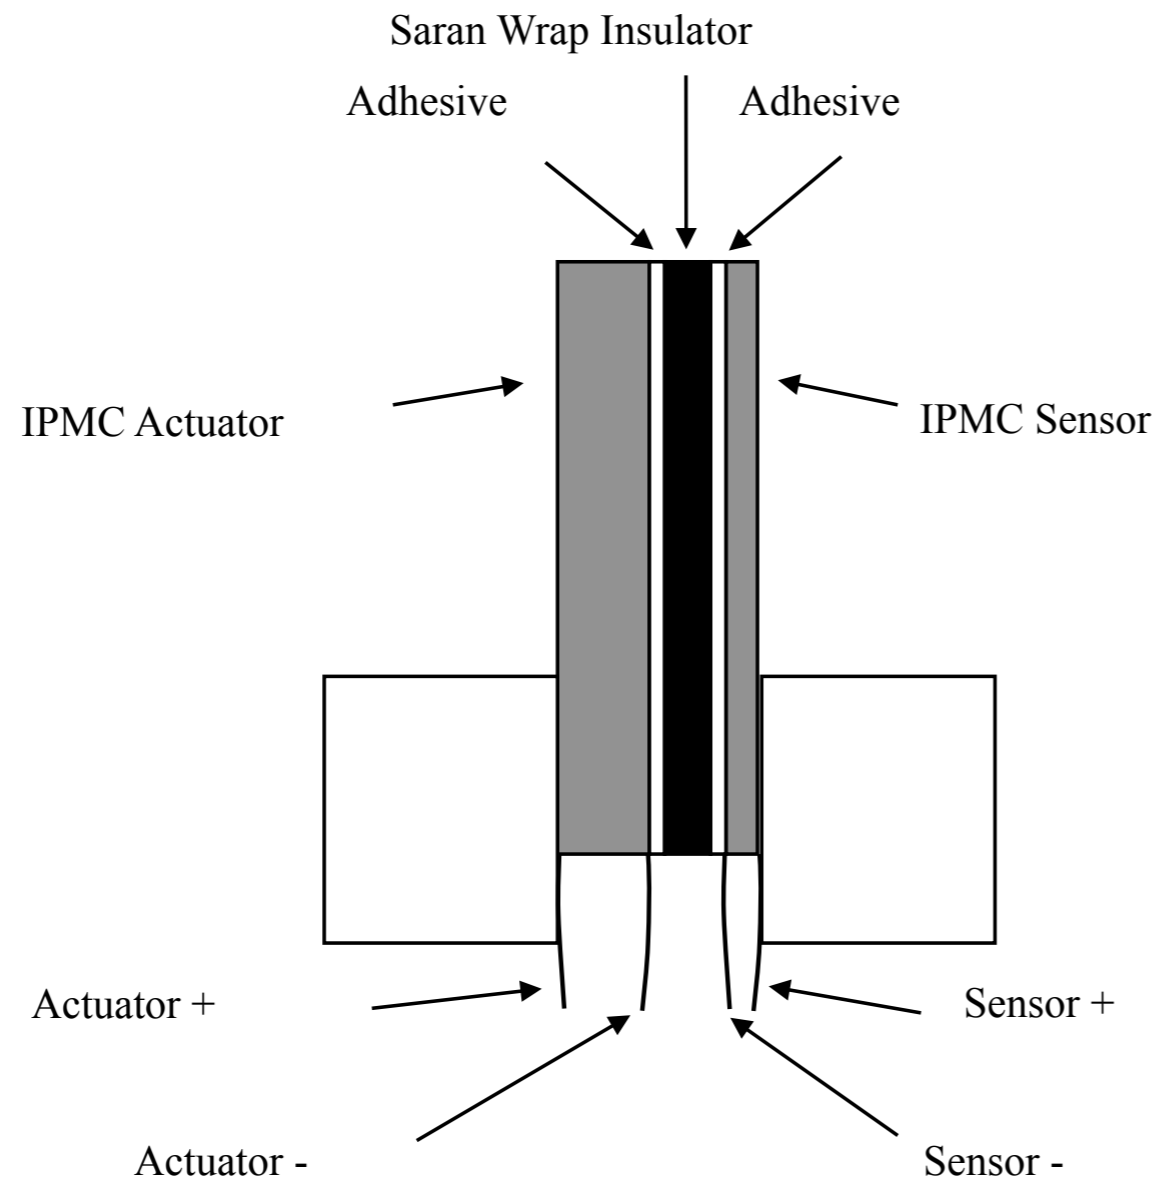 Saran Wrap Insulator
Adhesive
Adhesive
IPMC Actuator
IPMC Sensor
Actuator +
Sensor +
Actuator -
Sensor -